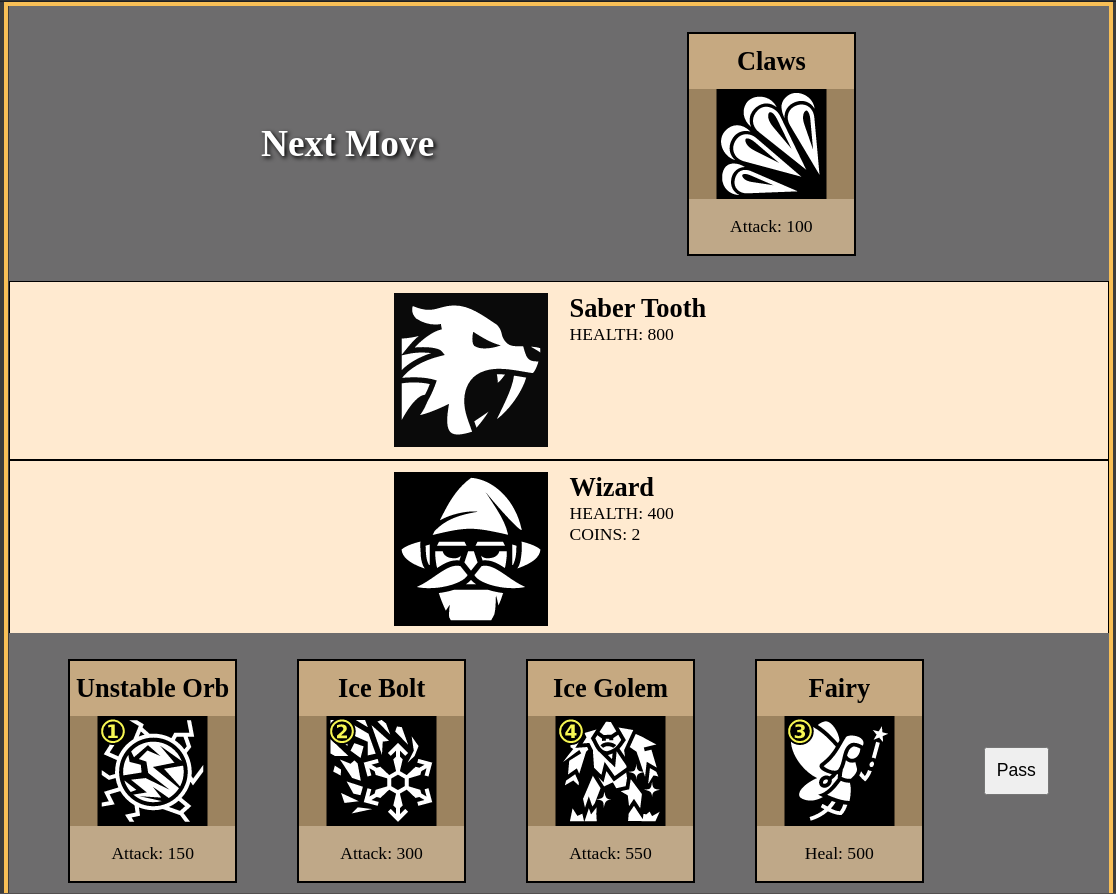 Claws
Next Move
Attack: 100
Saber Tooth
HEALTH: 800
Wizard
HEALTH: 400
COINS: 2
Unstable Orb
①
Attack: 150
Ice Bolt
②
Attack: 300
Ice Golem
④
Attack: 550
Fairy
③
Heal: 500
Pass